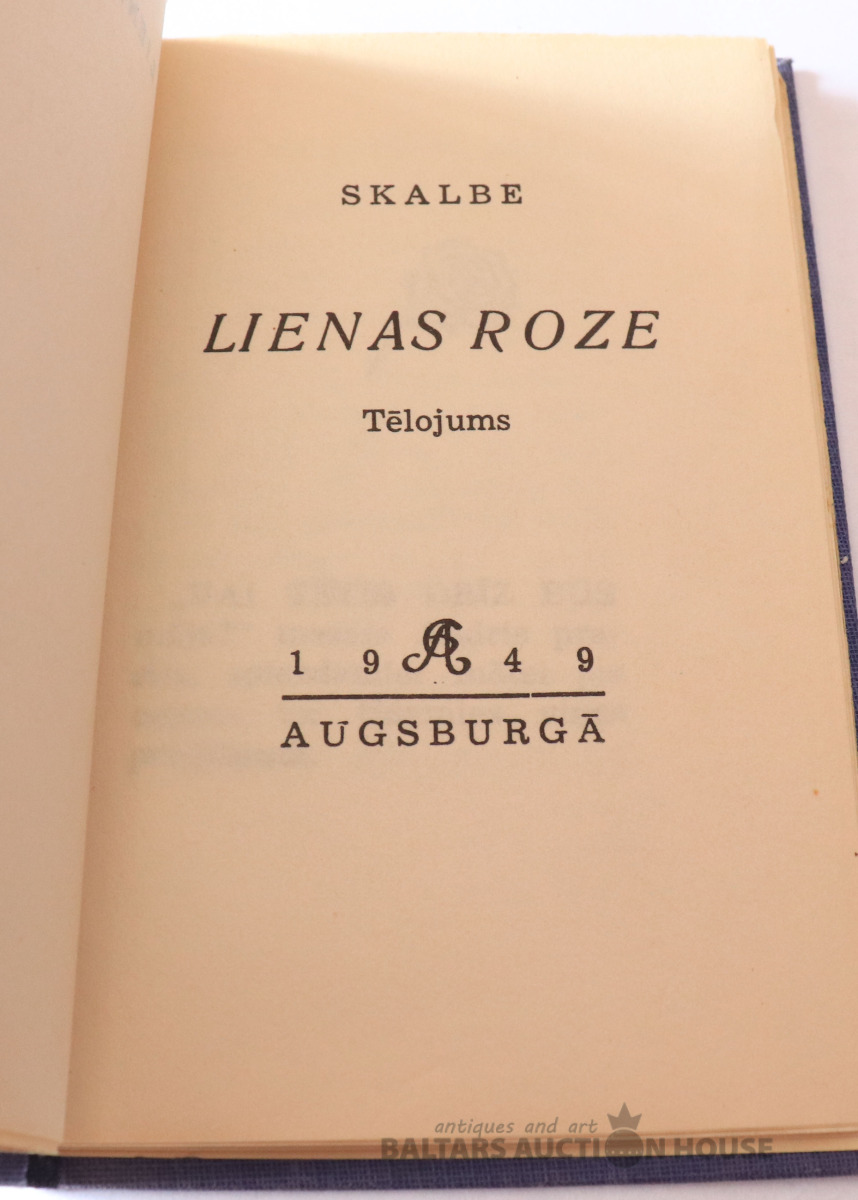 SKALBE
LIENAS ROZE
Tēlojums
19 49
AUGSBURGĀ
antiques and art
BALTARS AUCTION HOUSE